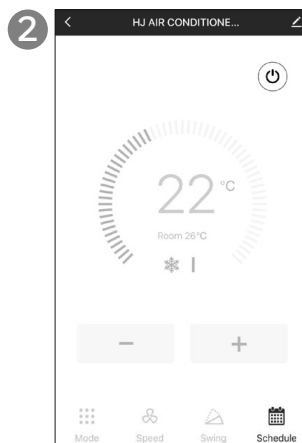 2
HJ AIR CONDITIONE...
22 °C
Room 26°C
Mode Speed Swing Schedule